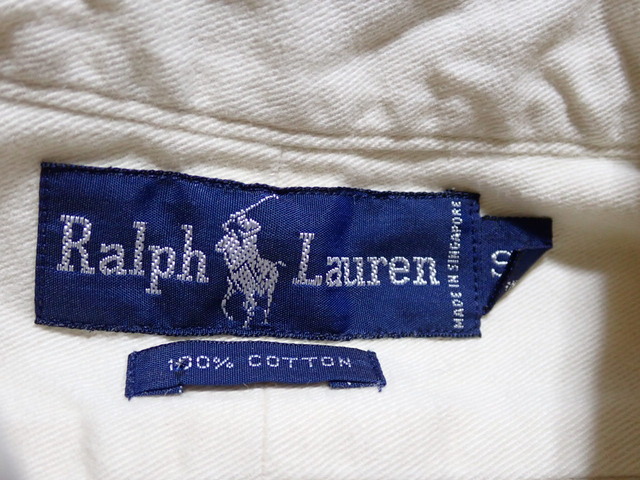 Ralph Lauren
MADE IN SINGAPORE
100% COTTON